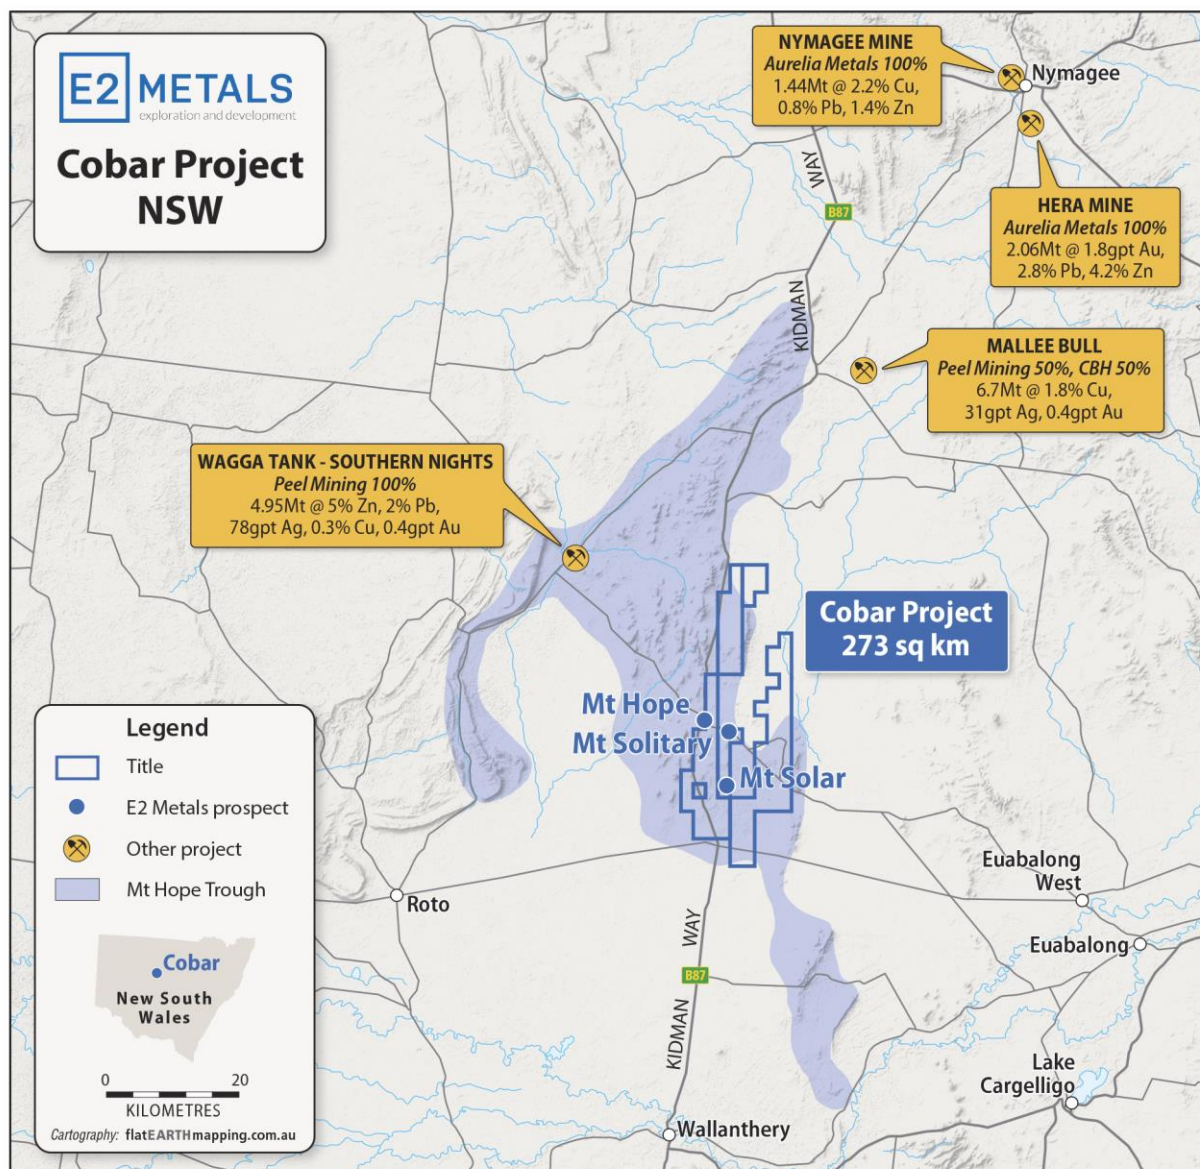 E2 METALS
exploration and development
Cobar Project
NSW
NYMAGEE MINE
Aurelia Metals 100%
1.44Mt @ 2.2% Cu,
0.8% Pb, 1.4% Zn
Nymagee
WAY
B87
KIDMAN
HERA MINE
Aurelia Metals 100%
2.06Mt @ 1.8gpt Au,
2.8% Pb, 4.2% Zn
MALLEE BULL
Peel Mining 50%, CBH 50%
6.7Mt @ 1.8% Cu,
31gpt Ag, 0.4gpt Au
WAGGA TANK - SOUTHERN NIGHTS
Peel Mining 100%
4.95Mt @ 5% Zn, 2% Pb,
78gpt Ag, 0.3% Cu, 0.4gpt Au
Cobar Project
273 sq km
Mt Hope
Mt Solitary
Mt Solar
Legend
Title
E2 Metals prospect
Other project
Mt Hope Trough
Cobar
New South
Wales
0 20
KILOMETRES
Cartography: flatEARTHmapping.com.au
Roto
Euabalong
West
Euabalong
WAY
B87
KIDMAN
Lake
Cargelligo
Wallanthery